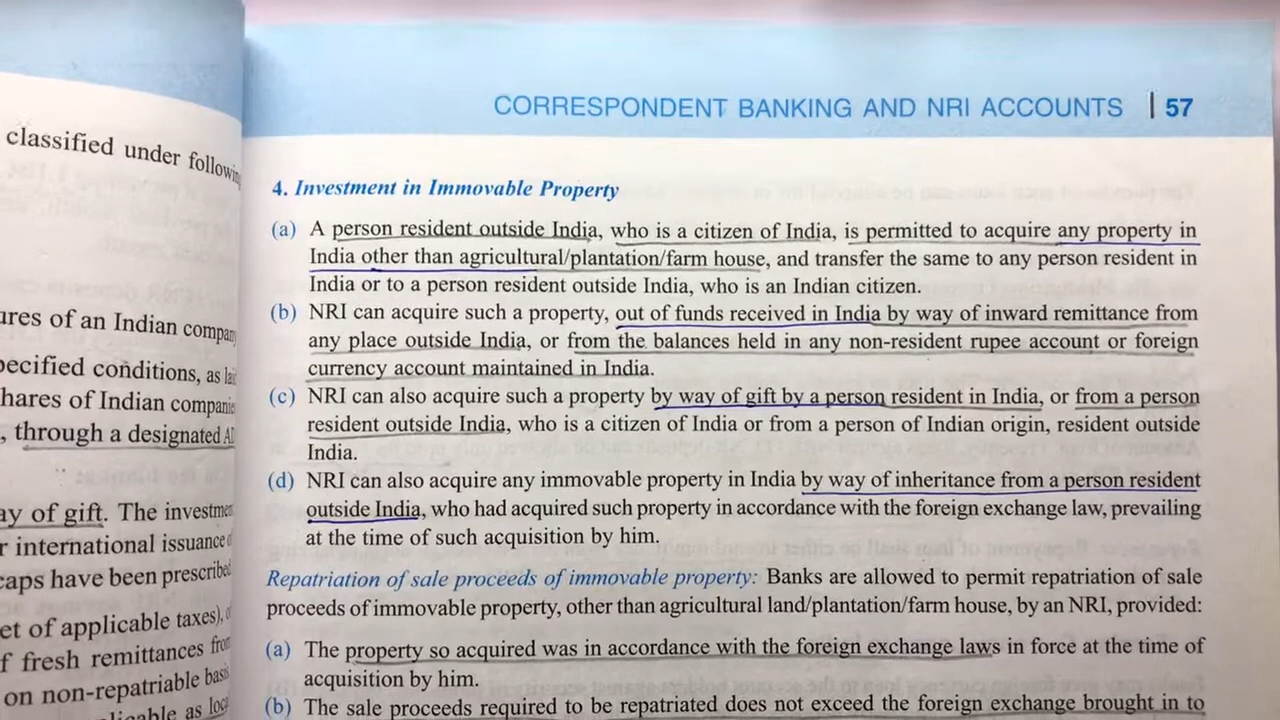 classified under
ures of an Indian
pecified conditions, as
hares of Indian
, through a designated
ay of gift. The
r international issuance
caps have been prescribed
et of applicable taxes),
f fresh remittances from
on non-repatriable basis
as
CORRESPONDENT BANKING AND NRI ACCOUNTS | 57
4. Investment in Immovable Property
(a) A person resident outside India, who is a citizen of India, is permitted to acquire any property in
India other than agricultural/plantation/farm house, and transfer the same to any person resident in
India or to a person resident outside India, who is an Indian citizen.
(b) NRI can acquire such a property, out of funds received in India by way of inward remittance from
any place outside India, or from the balances held in any non-resident rupee account or foreign
currency account maintained in India.
(c) NRI can also acquire such a property by way of gift by a person resident in India, or from a person
resident outside India, who is a citizen of India or from a person of Indian origin, resident outside
India.
(d) NRI can also acquire any immovable property in India by way of inheritance from a person resident
outside India, who had acquired such property in accordance with the foreign exchange law, prevailing
at the time of such acquisition by him.
Repatriation of sale proceeds of immovable property: Banks are allowed to permit repatriation of sale
proceeds of immovable property, other than agricultural land/plantation/farm house, by an NRI, provided:
(a) The property so acquired was in accordance with the foreign exchange laws in force at the time of
acquisition by him.
(b) The sale proceeds required to be repatriated does not exceed the foreign exchange brought in to